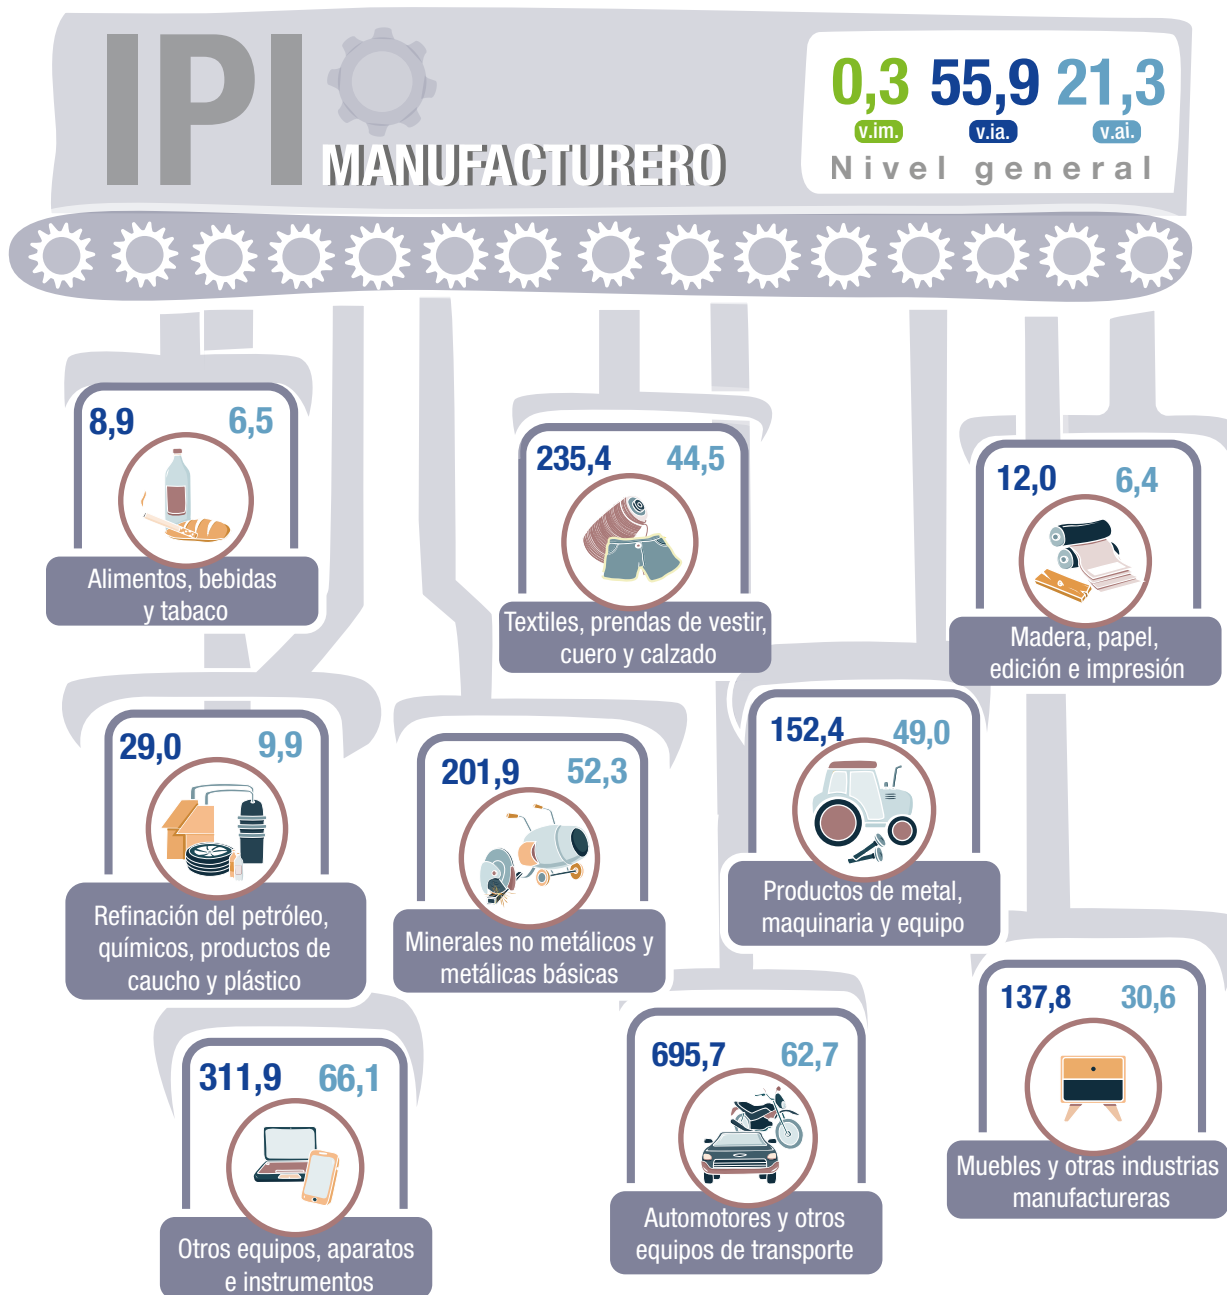 IPI
MANUFACTURERO
0,3 55,9 21,3
v.im. v.ia. v.ai.
Nivel general
8,9 6,5
Alimentos, bebidas
y tabaco
235,4 44,5
Textiles, prendas de vestir,
cuero y calzado
12,0 6,4
Madera, papel,
edición e impresión
29,0 9,9
Refinación del petróleo,
químicos, productos de
caucho y plástico
201,9 52,3
Minerales no metálicos y
metálicas básicas
152,4 49,0
Productos de metal,
maquinaria y equipo
311,9 66,1
Otros equipos, aparatos
e instrumentos
695,7 62,7
Automotores y otros
equipos de transporte
137,8 30,6
Muebles y otras industrias
manufactureras